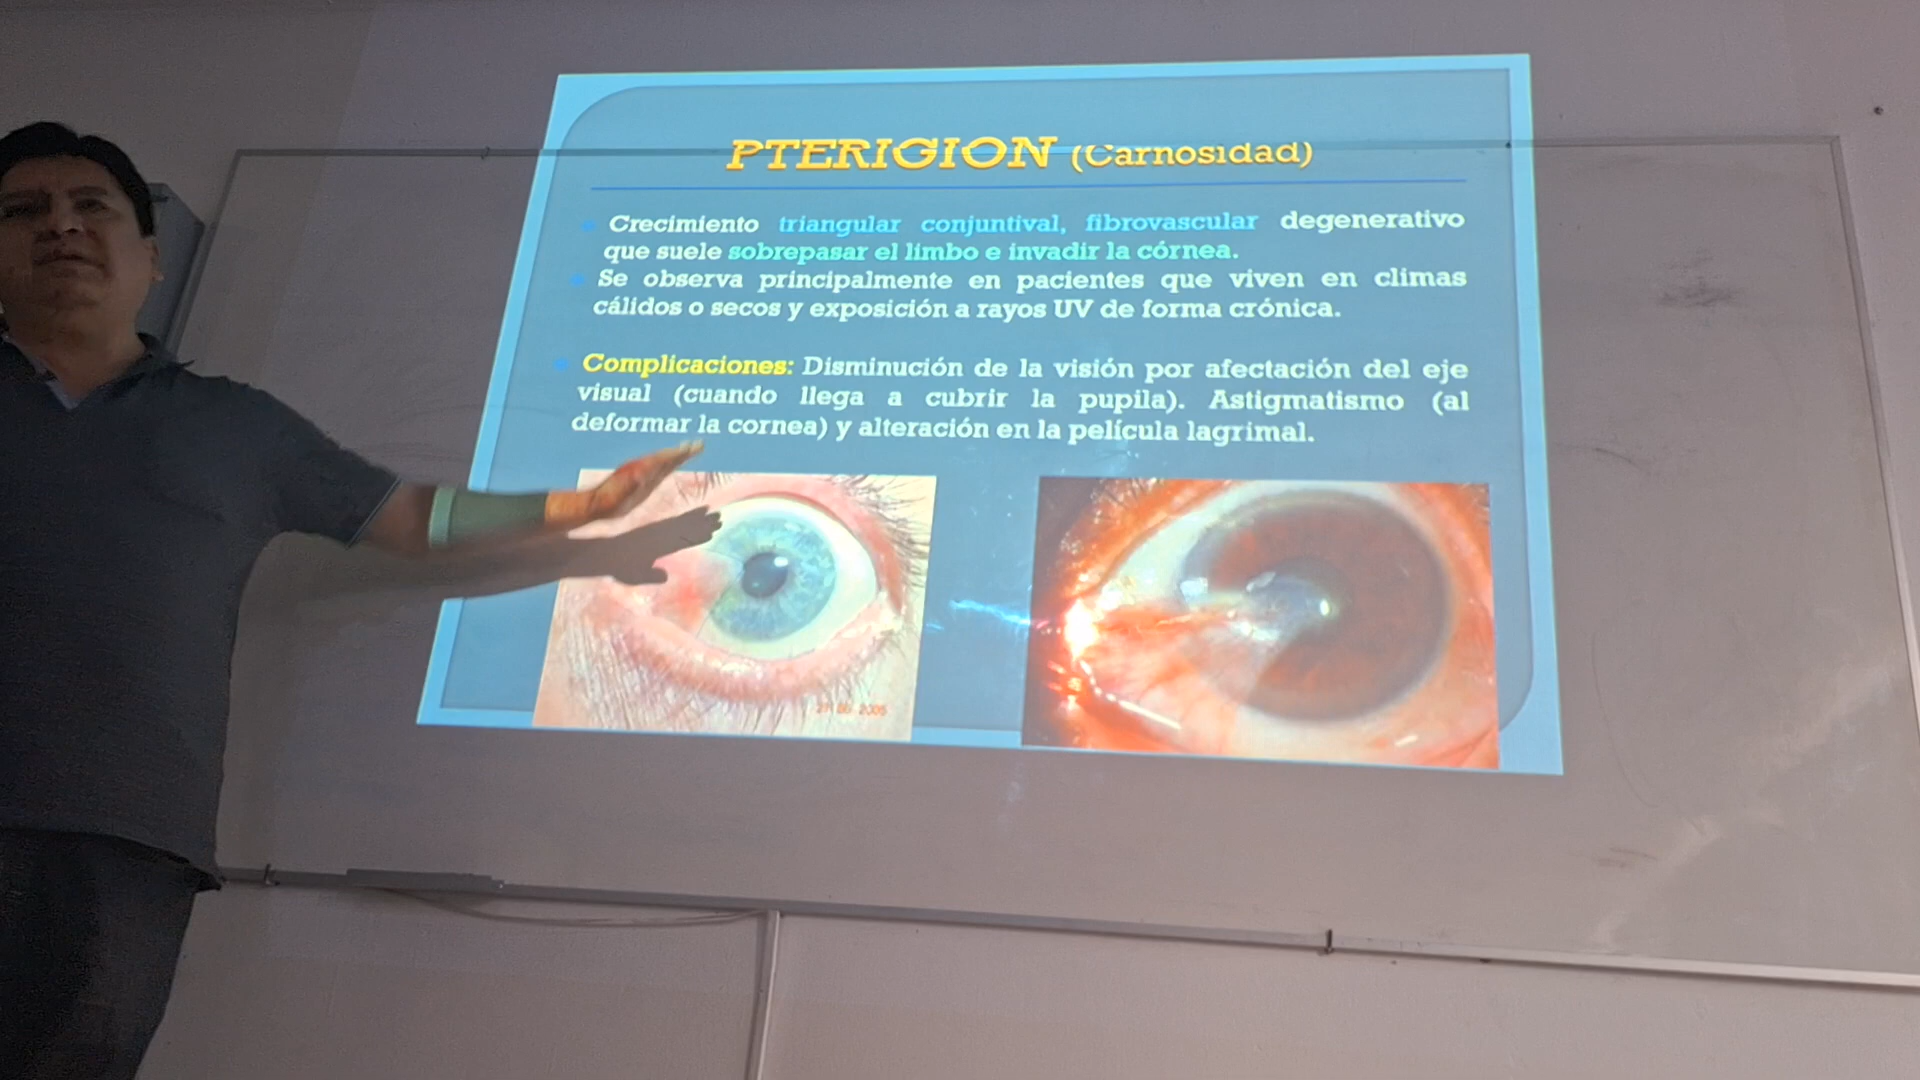 PTERIGION (Carnosidad)
Crecimiento triangular conjuntival, fibrovascular degenerativo
que suele sobrepasar el limbo e invadir la córnea.
Se observa principalmente en pacientes que viven en climas
cálidos o secos y exposición a rayos UV de forma crónica.
Complicaciones: Disminución de la visión por afectación del eje
visual (cuando llega a cubrir la pupila). Astigmatismo (al
deformar la cornea) y alteración en la película lagrimal.
2005